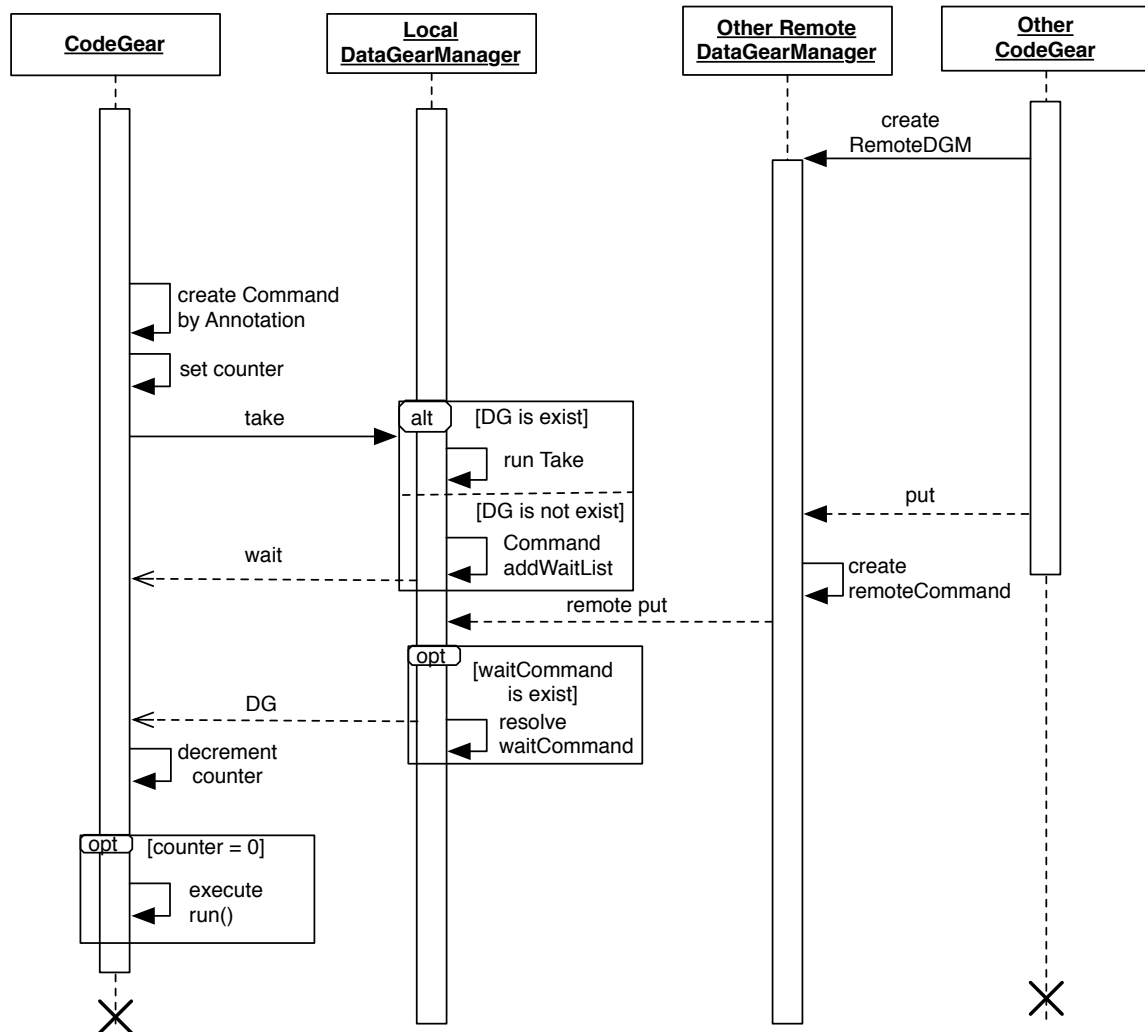 CodeGear
Local
DataGearManager
Other Remote
DataGearManager
Other
CodeGear
create
RemoteDGM
create Command
by Annotation
set counter
take
alt
[DG is exist]
run Take
[DG is not exist]
put
Command
addWaitList
wait
create
remoteCommand
remote put
opt
[waitCommand
is exist]
DG
resolve
waitCommand
decrement
counter
opt
[counter = 0]
execute
run()